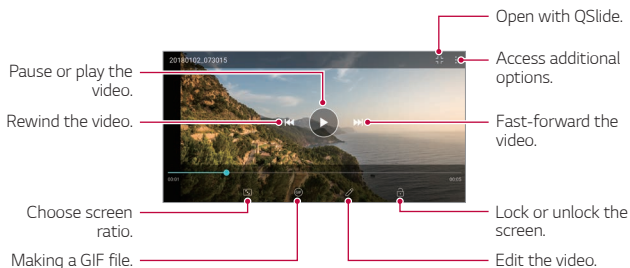 Open with QSlide.
20180102_073015
Access additional
options.
Pause or play the
video.
Rewind the video.
Fast-forward the
video.
00:01
00:05
GIF
Choose screen
ratio.
Lock or unlock the
screen.
Making a GIF file.
Edit the video.